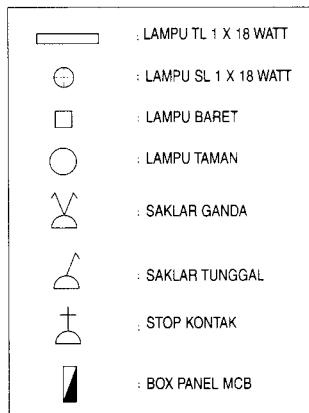 : LAMPU TL 1 X 18 WATT
: LAMPU SL 1 X 18 WATT
: LAMPU BARET
: LAMPU TAMAN
: SAKLAR GANDA
: SAKLAR TUNGGAL
: STOP KONTAK
: BOX PANEL MCB